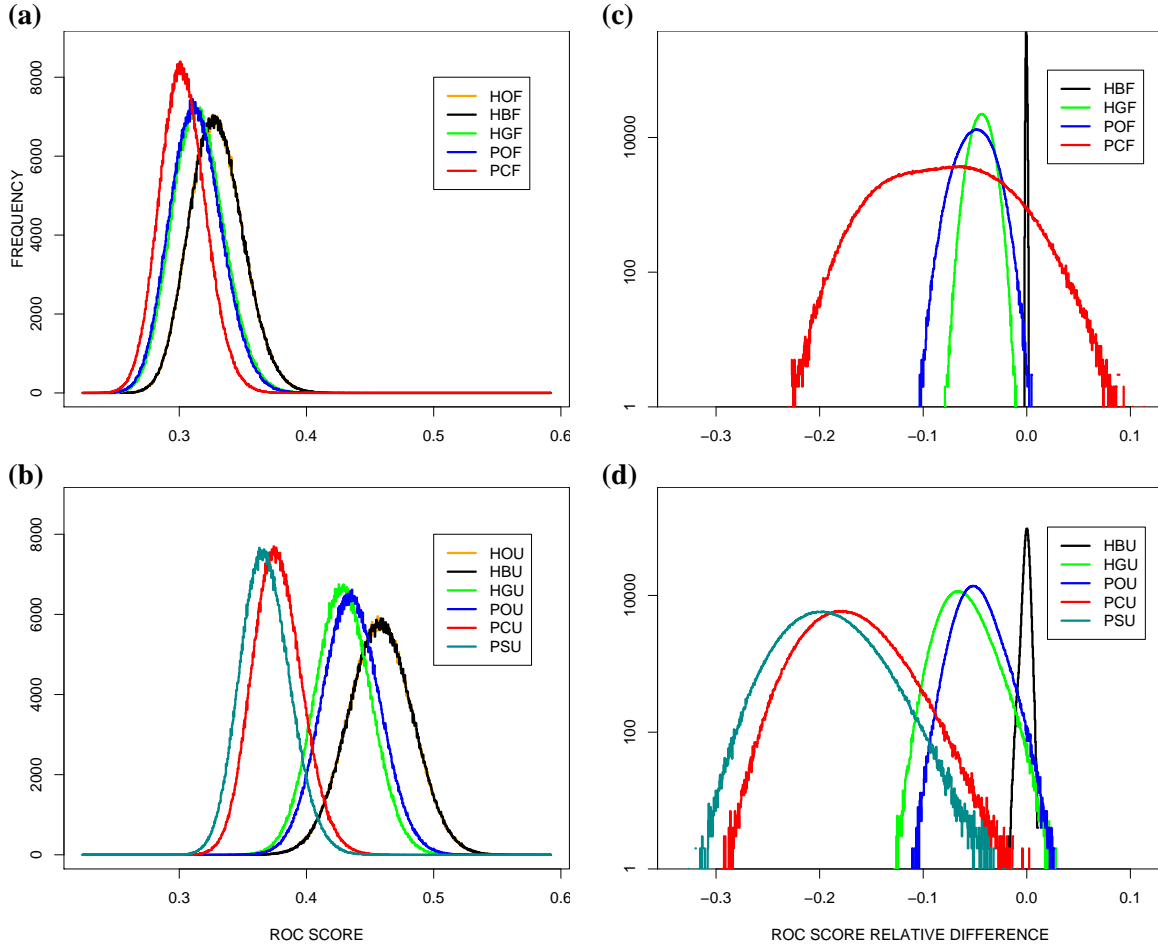 (a)
FREQUENCY
0 2000 4000 6000 8000
HOF
HBF
HGF
POF
PCF
0.3 0.4 0.5 0.6
(c)
1 100 10000
HBF
HGF
POF
PCF
−0.3 −0.2 −0.1 0.0 0.1
(b)
0 2000 4000 6000 8000
HOU
HBU
HGU
POU
PCU
PSU
0.3 0.4 0.5 0.6
ROC SCORE
(d)
1 100 10000
HBU
HGU
POU
PCU
PSU
−0.3 −0.2 −0.1 0.0 0.1
ROC SCORE RELATIVE DIFFERENCE